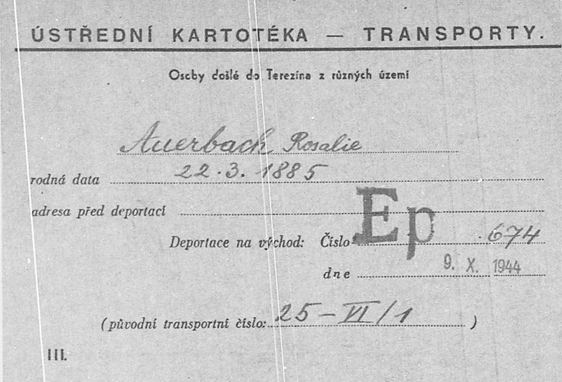 ÚSTŘEDNÍ KARTOTÉKA — TRANSPORTY.
Osoby došlé do Terezína z různých území
Auerbach Rosalie
rodná data 22.3.1885
adresa před deportací
Deportace na východ: Číslo Ep 674
dne 9. X. 1944
(původní transportní číslo: 25-VI/1)
III.